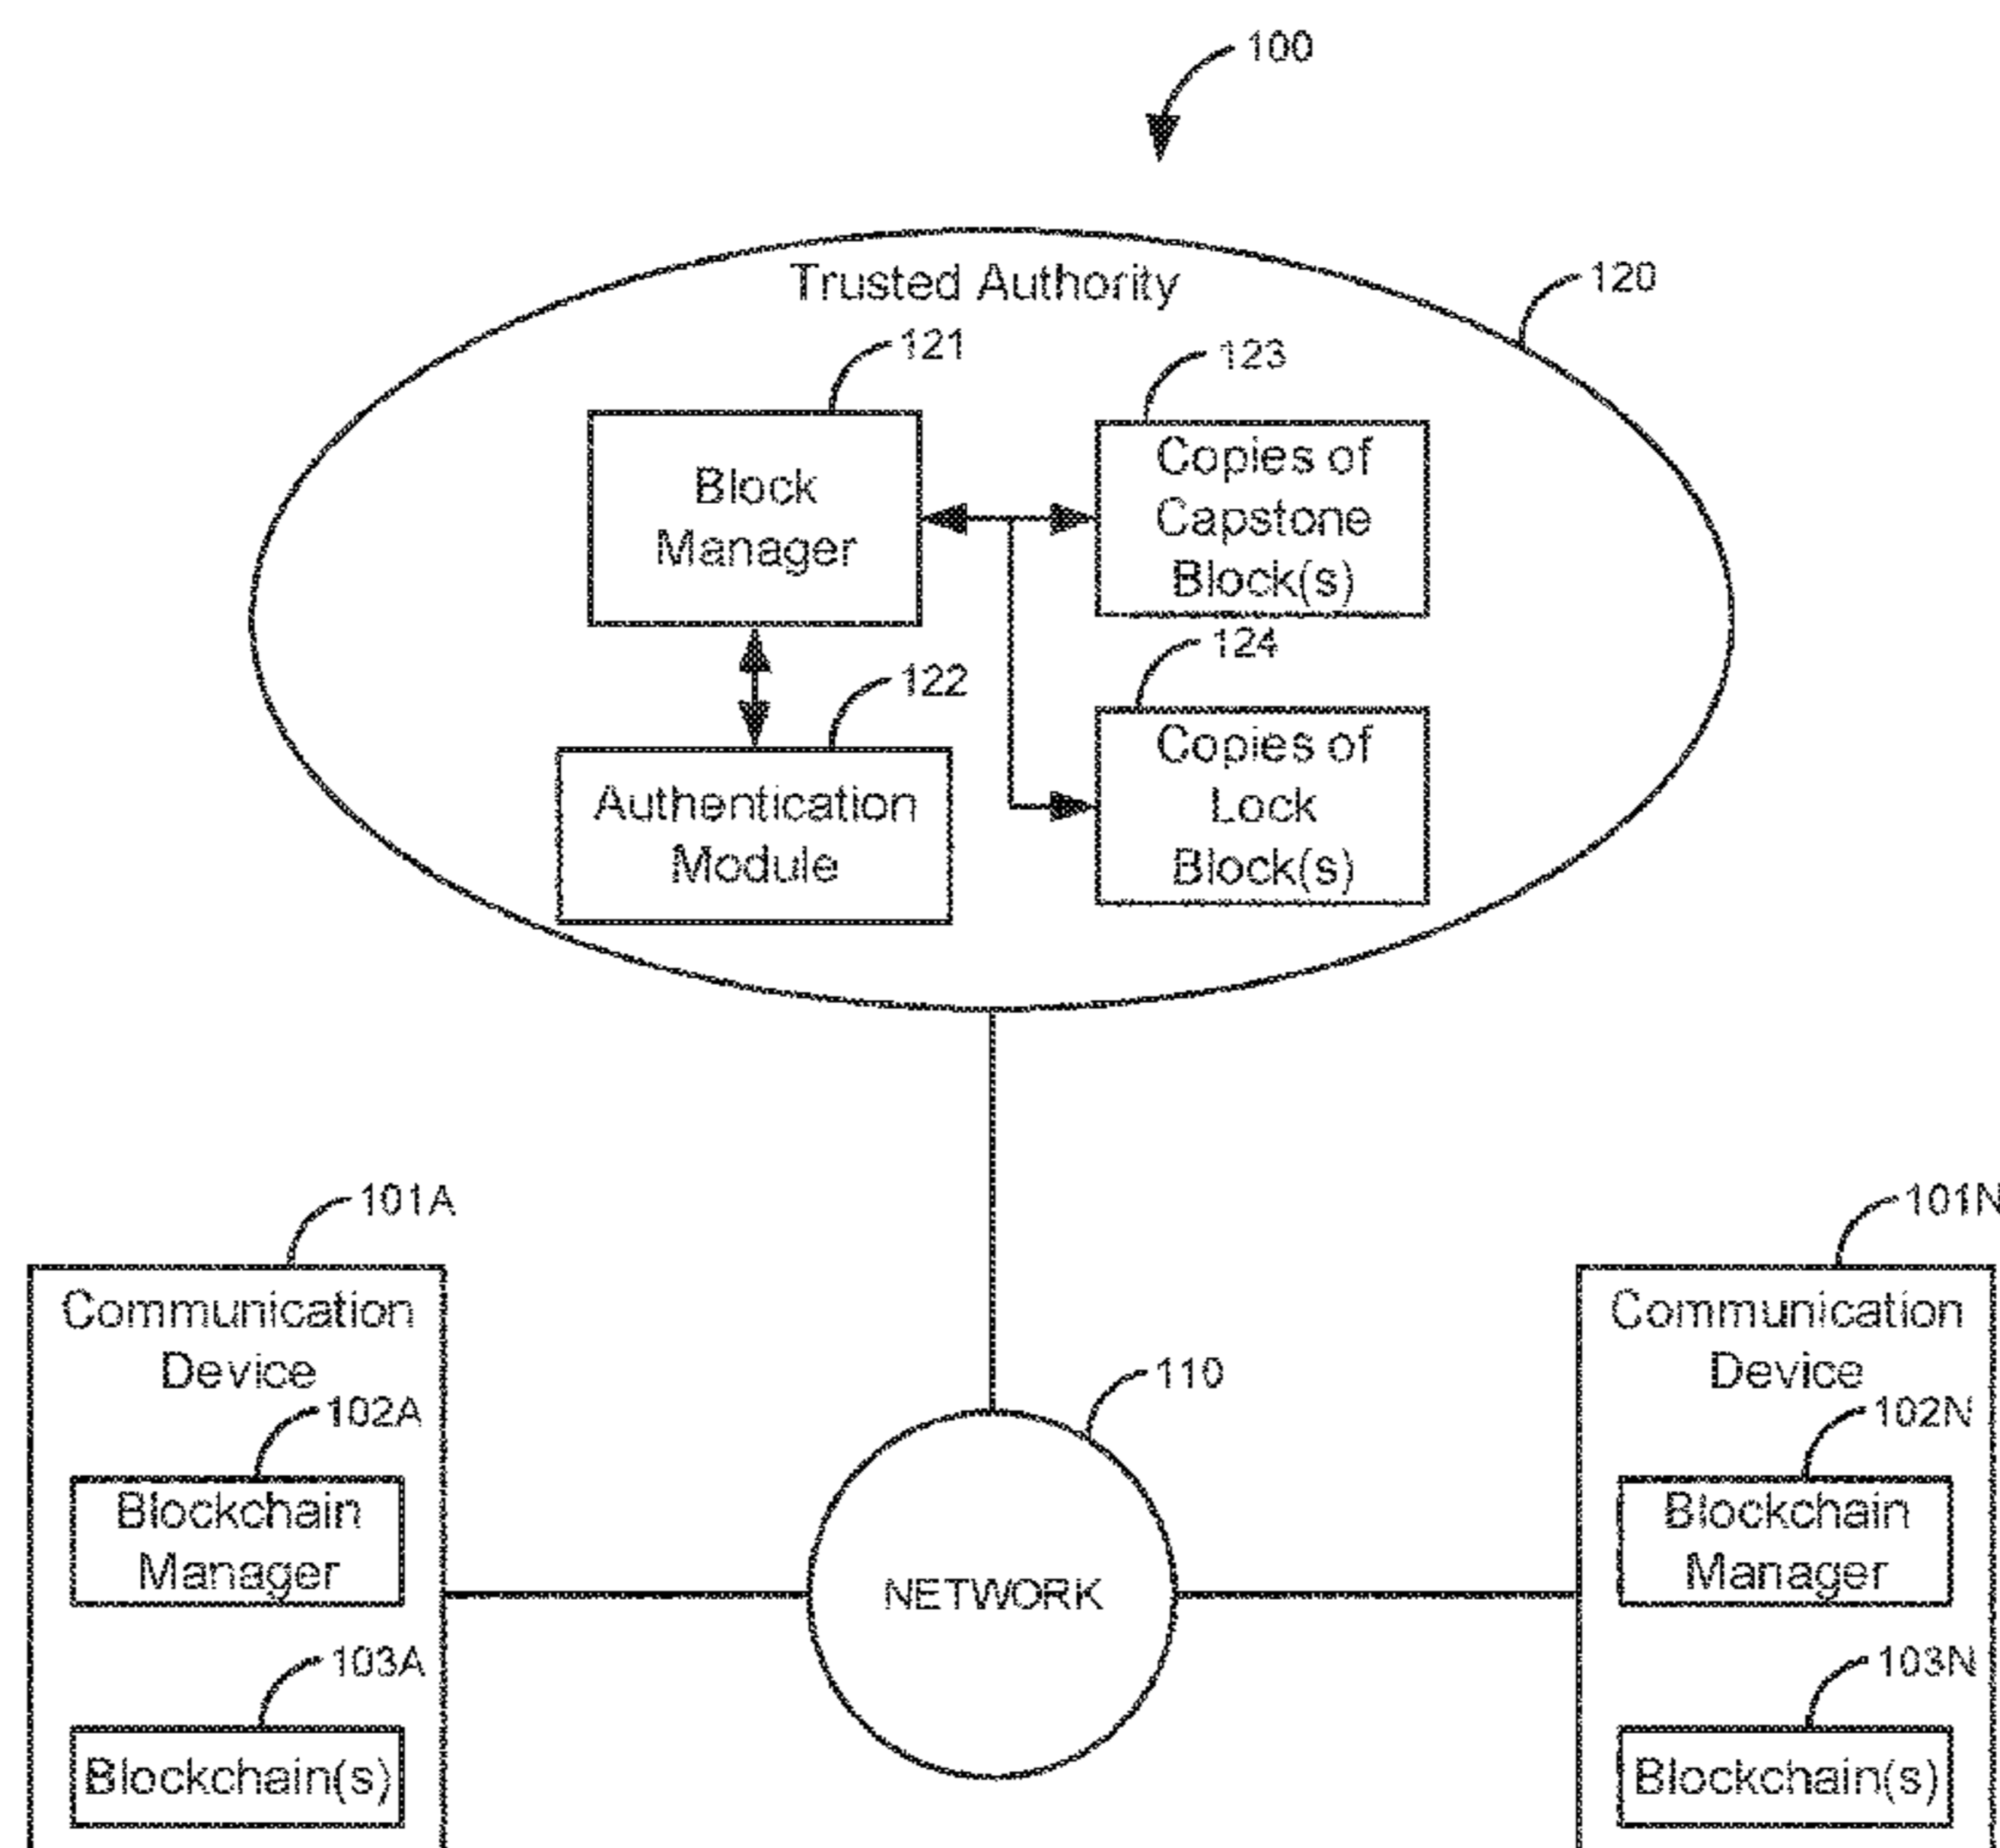 100
Trusted Authority
120
121
123
Block
Manager
Copies of
Capstone
Block(s)
124
122
Authentication
Module
Copies of
Lock
Block(s)
101A
101N
Communication
Device
Communication
Device
110
102A
102N
Blockchain
Manager
NETWORK
Blockchain
Manager
103A
103N
Blockchain(s)
Blockchain(s)